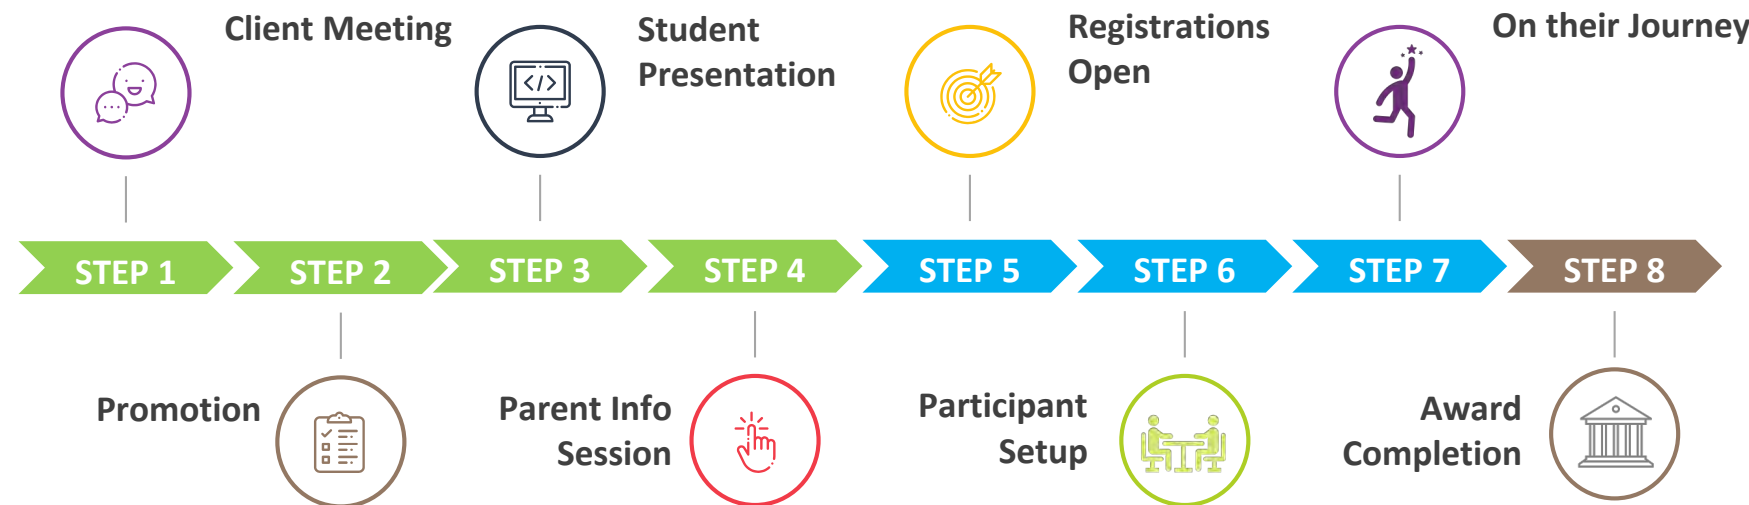 Client Meeting
Student
Presentation
Registrations
Open
On their Journey
STEP 1
STEP 2
STEP 3
STEP 4
STEP 5
STEP 6
STEP 7
STEP 8
Promotion
Parent Info
Session
Participant
Setup
Award
Completion